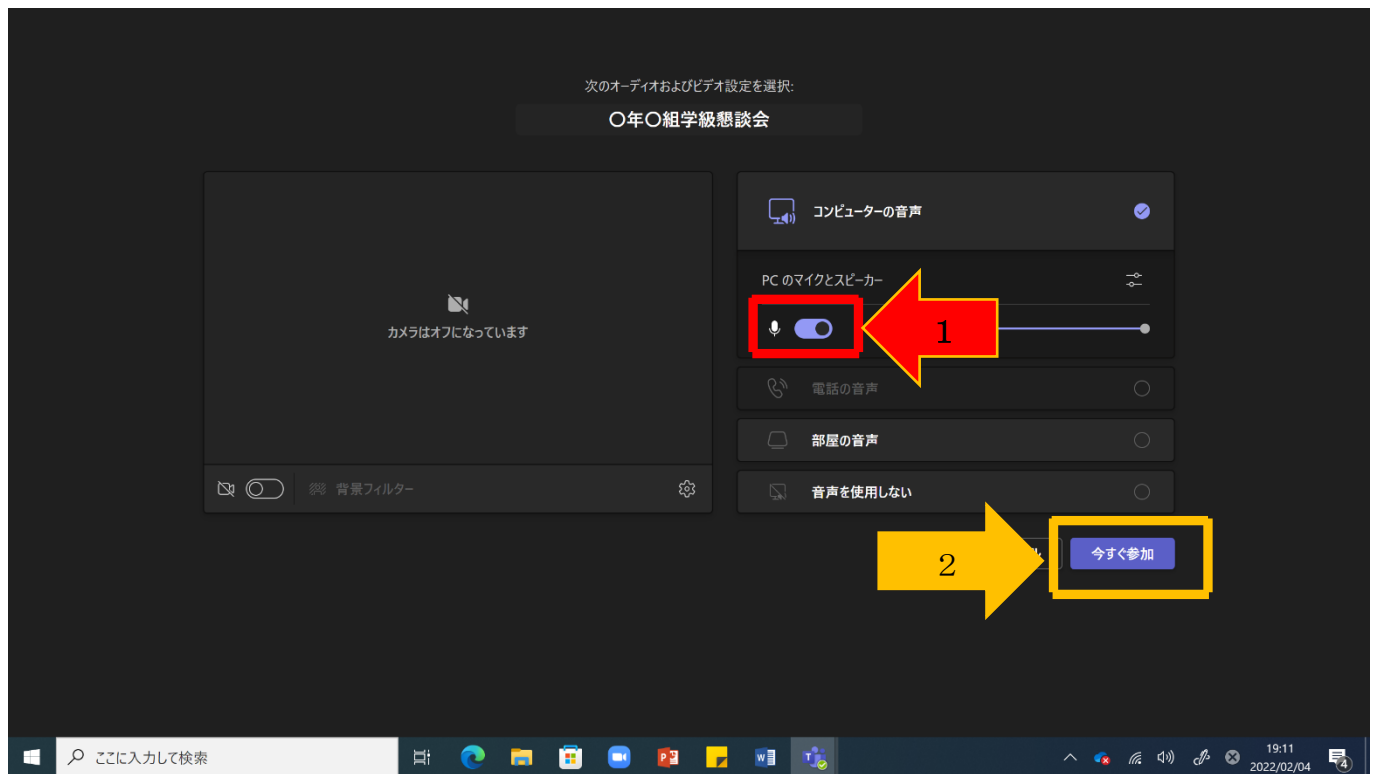 次のオーディオおよびビデオ設定を選択:
〇年〇組学級懇談会
カメラはオフになっています
背景フィルター
コンピューターの音声
PC のマイクとスピーカー
1
電話の音声
部屋の音声
音声を使用しない
2
ル
今すぐ参加
ここに入力して検索
19:11
2022/02/04
4